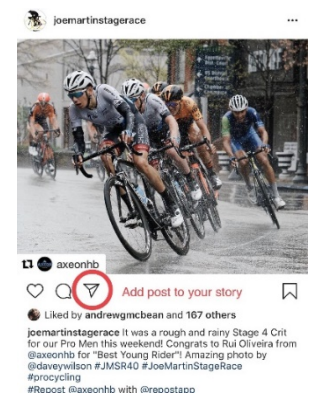 joemartinstagerace
axeonhb
Add post to your story
Liked by andrewgmcbean and 167 others
joemartinstagerace It was a rough and rainy Stage 4 Crit
for our Pro Men this weekend! Congrats to Rui Oliveira from
@axeonhb for "Best Young Rider"! Amazing photo by
@daveywilson #JMSR40 #JoeMartinStageRace
#procycling
#Repost @axeonhb with @repostapp